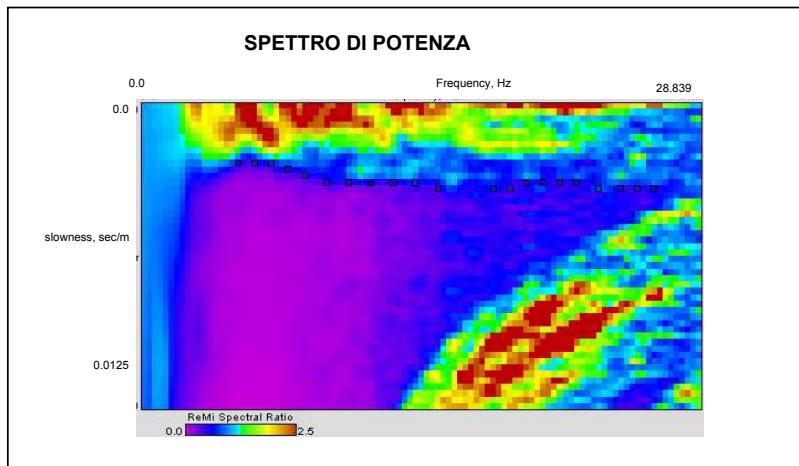 SPETTRO DI POTENZA
0.0 Frequency, Hz 28.839
0.0
slowness, sec/m
0.0125
ReMi Spectral Ratio
0.0 2.5